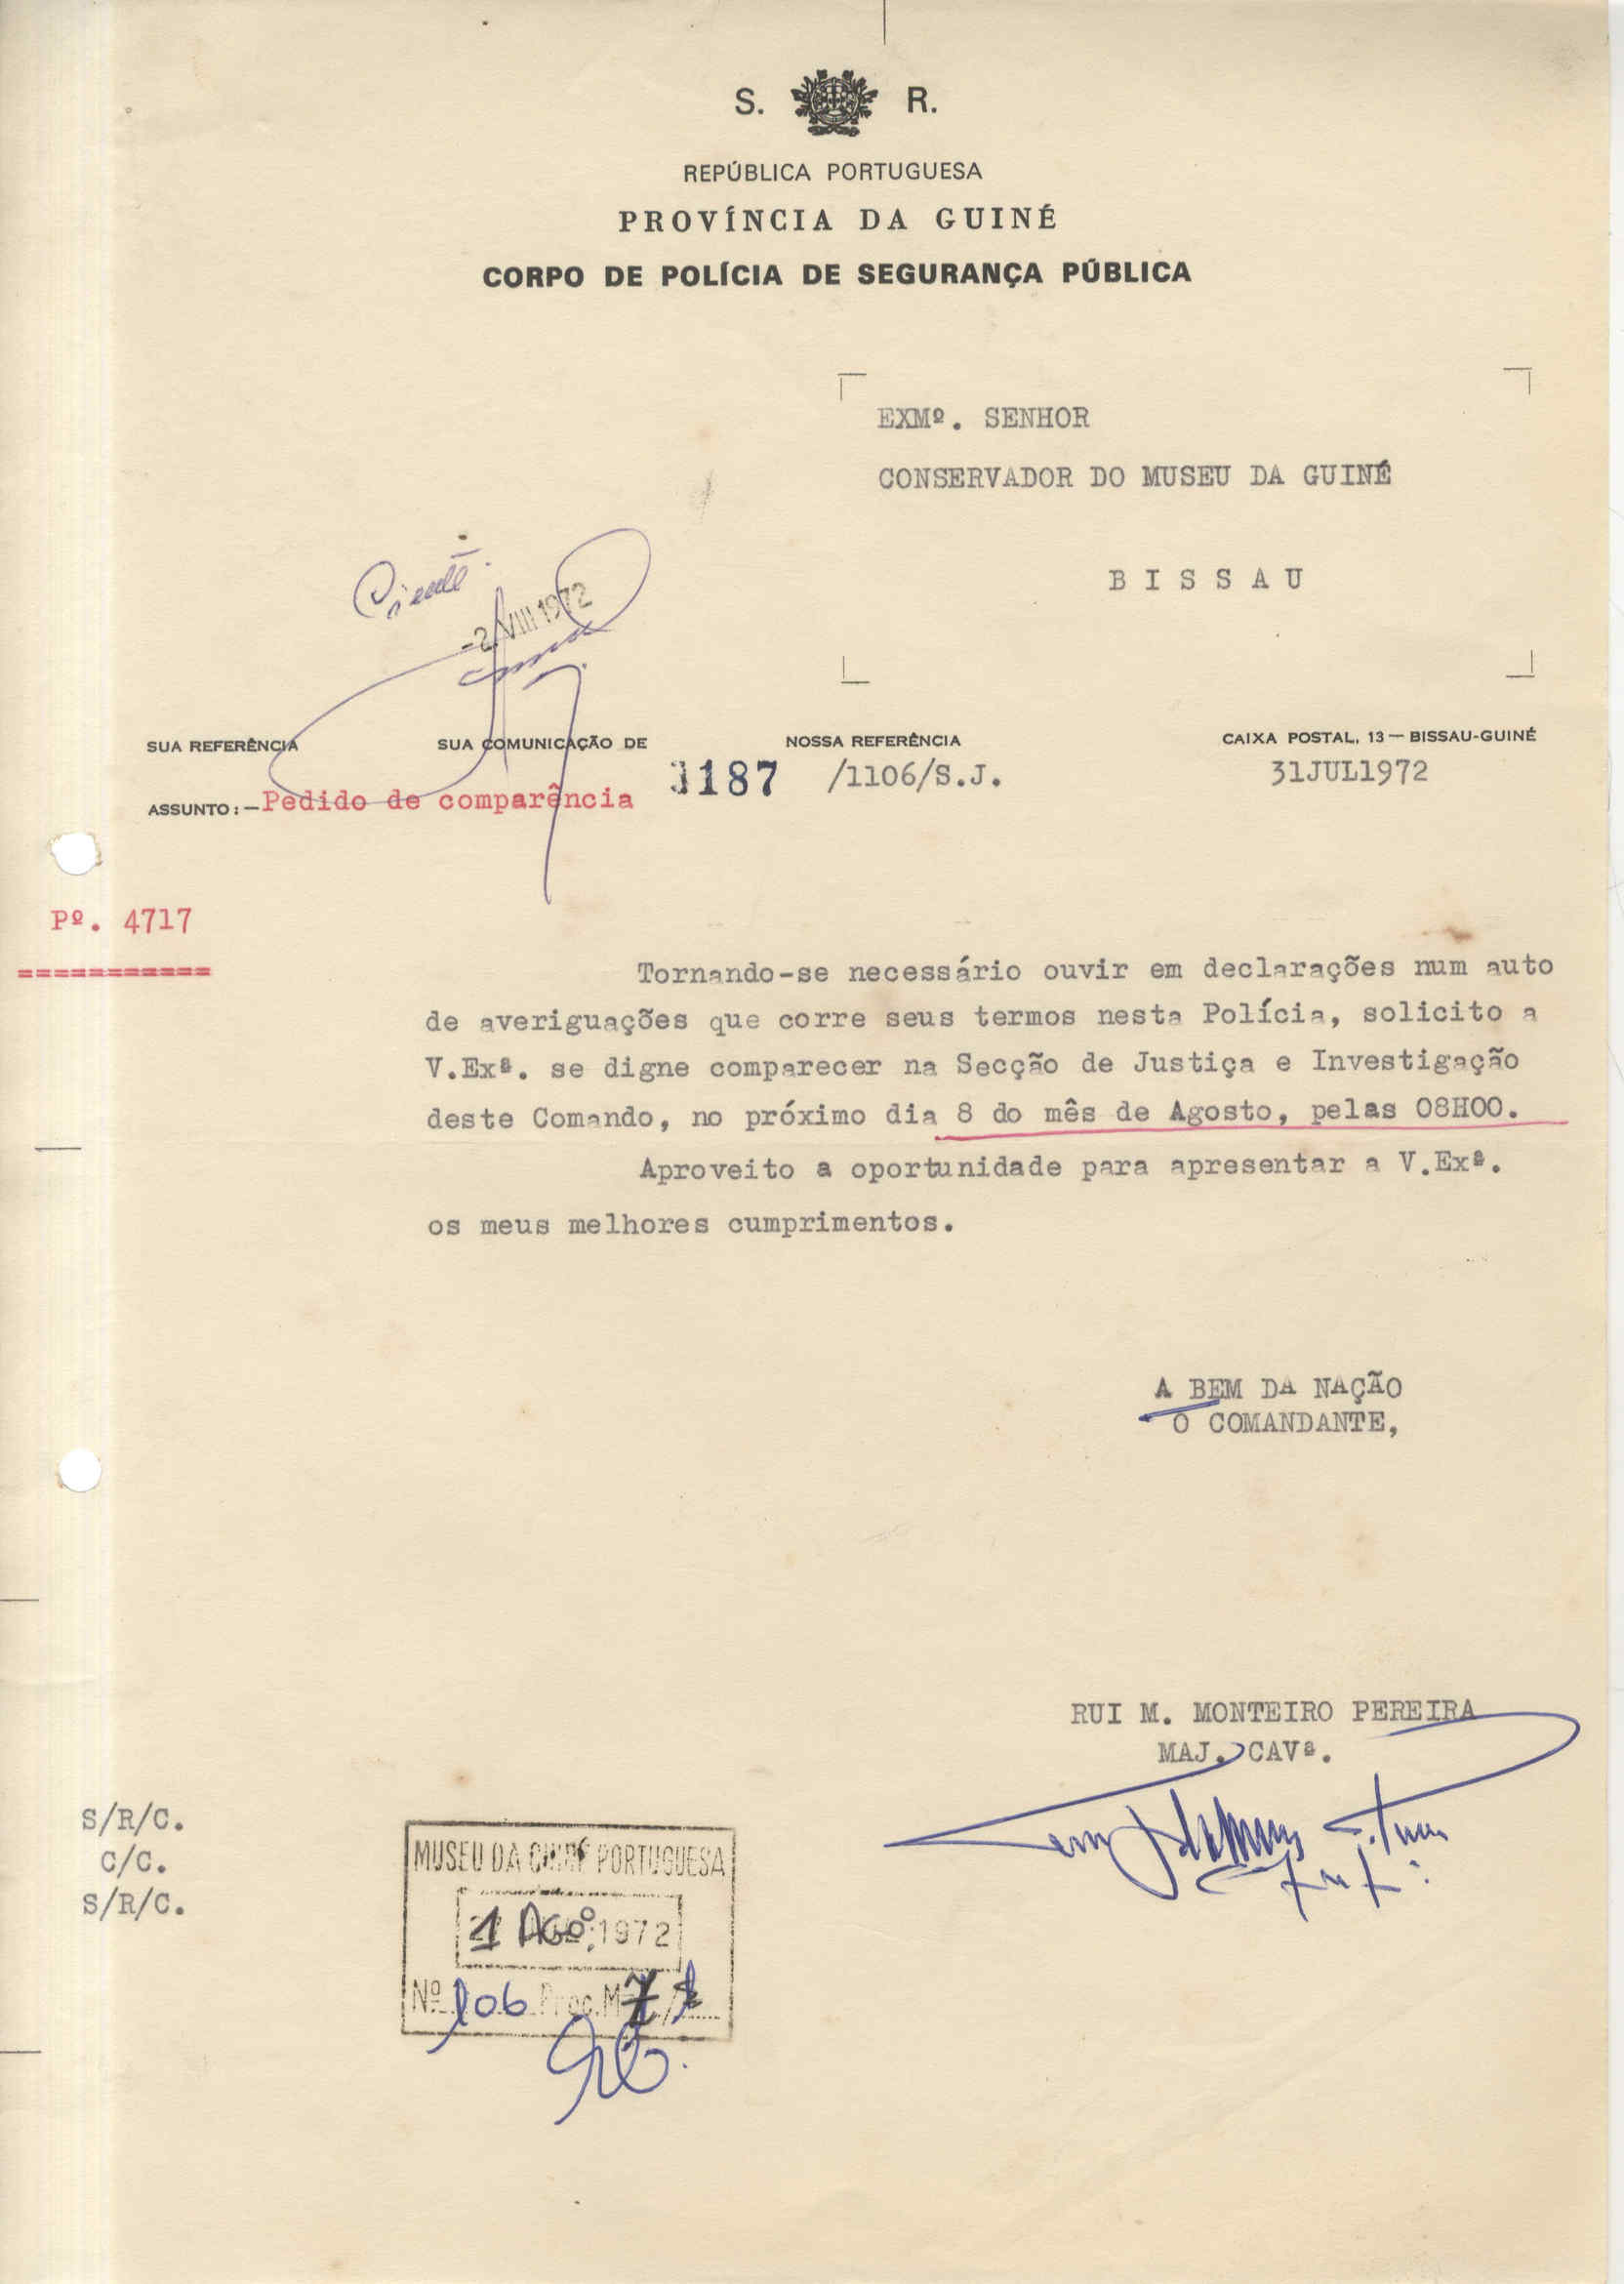 S. R.
REPÚBLICA PORTUGUESA
PROVÍNCIA DA GUINÉ
CORPO DE POLÍCIA DE SEGURANÇA PÚBLICA
EXMº. SENHOR
CONSERVADOR DO MUSEU DA GUINÉ
B I S S A U
Ciente
-2. VIII 1972
SUA REFERÊNCIA SUA COMUNICAÇÃO DE NOSSA REFERÊNCIA CAIXA POSTAL, 13 — BISSAU-GUINÉ
1187 /1106/S.J. 31JUL1972
ASSUNTO: — Pedido de comparência
Pº. 4717
===========
Tornando-se necessário ouvir em declarações num auto
de averiguações que corre seus termos nesta Polícia, solicito a
V.Exª. se digne comparecer na Secção de Justiça e Investigação
deste Comando, no próximo dia 8 do mês de Agosto, pelas 08H00.
Aproveito a oportunidade para apresentar a V.Exª.
os meus melhores cumprimentos.
A BEM DA NAÇÃO
O COMANDANTE,
RUI M. MONTEIRO PEREIRA
MAJ. CAVª.
S/R/C.
C/C.
S/R/C.
MUSEU DA GUINÉ PORTUGUESA
1 AGO. 1972
Nº 106 Proc. M